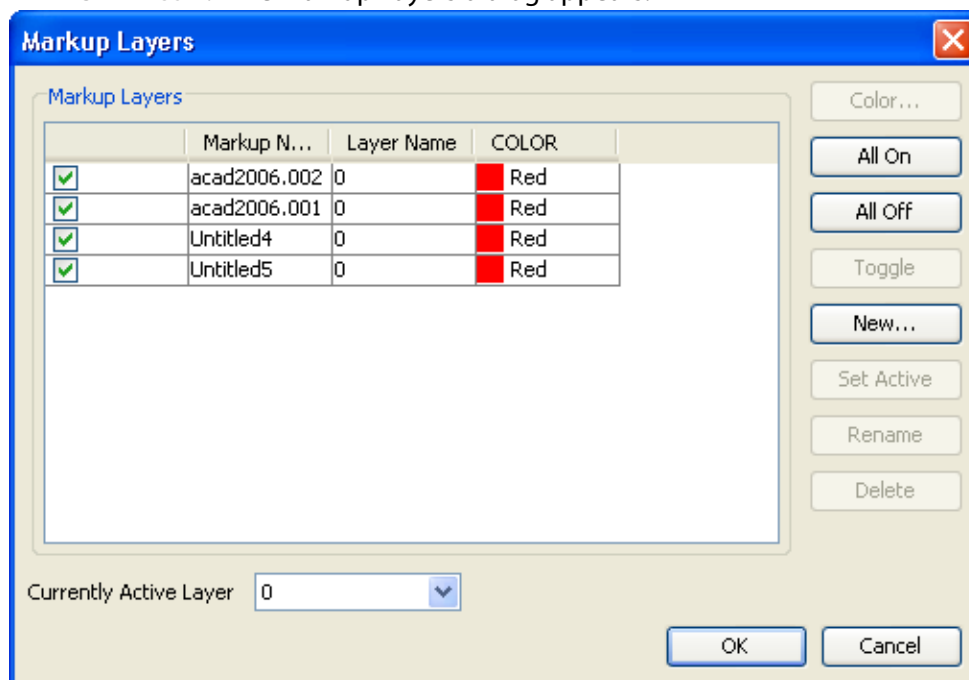 Markup Layers
Markup Layers
Markup N... Layer Name COLOR
acad2006.002 0 Red
acad2006.001 0 Red
Untitled4 0 Red
Untitled5 0 Red
Color...
All On
All Off
Toggle
New...
Set Active
Rename
Delete
Currently Active Layer 0
OK Cancel